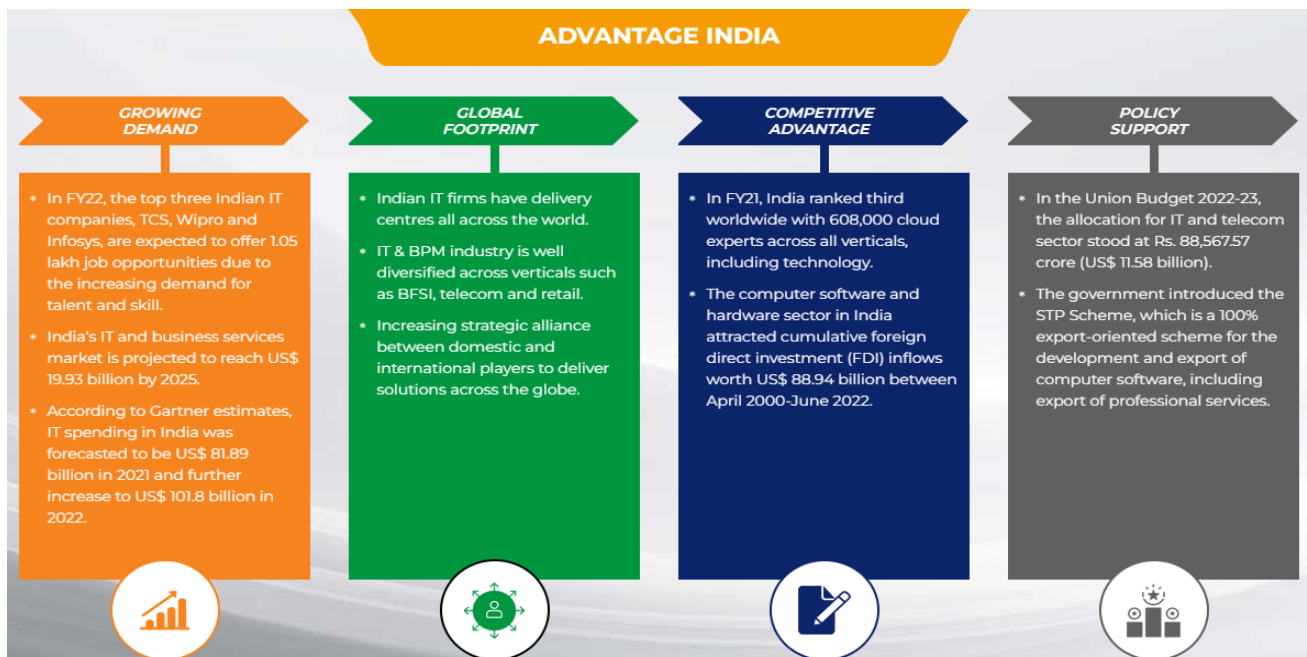 ADVANTAGE INDIA
GROWING
DEMAND
* In FY22, the top three Indian IT
companies, TCS, Wipro and
Infosys, are expected to offer 1.05
lakh job opportunities due to
the increasing demand for
talent and skill.
* India's IT and business services
market is projected to reach US$
19.93 billion by 2025.
* According to Gartner estimates,
IT spending in India was
forecasted to be US$ 81.89
billion in 2021 and further
increase to US$ 101.8 billion in
2022.
GLOBAL
FOOTPRINT
* Indian IT firms have delivery
centres all across the world.
* IT & BPM industry is well
diversified across verticals such
as BFSI, telecom and retail.
* Increasing strategic alliance
between domestic and
international players to deliver
solutions across the globe.
COMPETITIVE
ADVANTAGE
* In FY21, India ranked third
worldwide with 608,000 cloud
experts across all verticals,
including technology.
* The computer software and
hardware sector in India
attracted cumulative foreign
direct investment (FDI) inflows
worth US$ 88.94 billion between
April 2000-June 2022.
POLICY
SUPPORT
* In the Union Budget 2022-23,
the allocation for IT and telecom
sector stood at Rs. 88,567.57
crore (US$ 11.58 billion).
* The government introduced the
STP Scheme, which is a 100%
export-oriented scheme for the
development and export of
computer software, including
export of professional services.